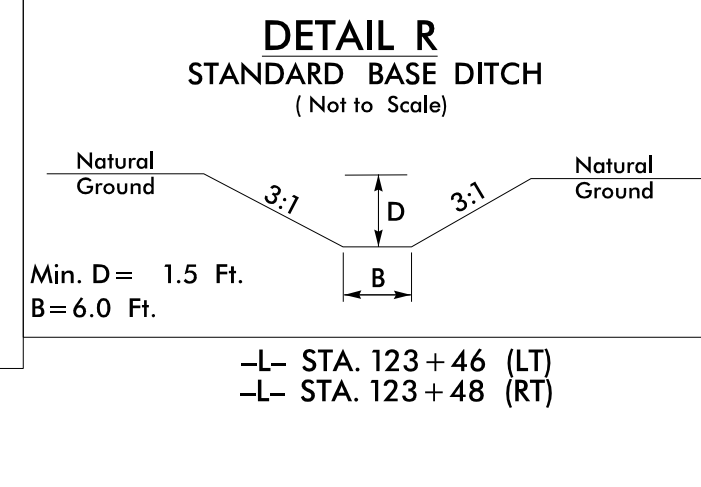 DETAIL R
STANDARD BASE DITCH
( Not to Scale)
Natural
Ground
3:1
D
3:1
Natural
Ground
Min. D= 1.5 Ft.
B
B=6.0 Ft.
–L– STA. 123+46 (LT)
–L– STA. 123+48 (RT)